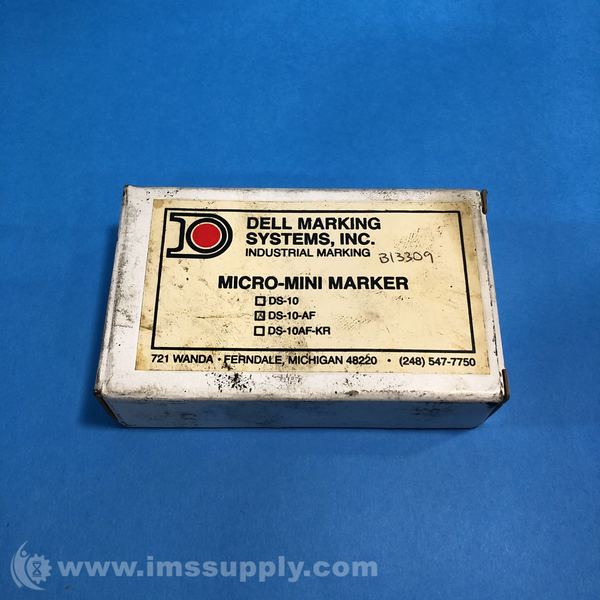 DELL MARKING
SYSTEMS, INC.
INDUSTRIAL MARKING
B13309
MICRO-MINI MARKER
DS-10
DS-10-AF
DS-10AF-KR
721 WANDA · FERNDALE, MICHIGAN 48220 · (248) 547-7750
www.imssupply.com